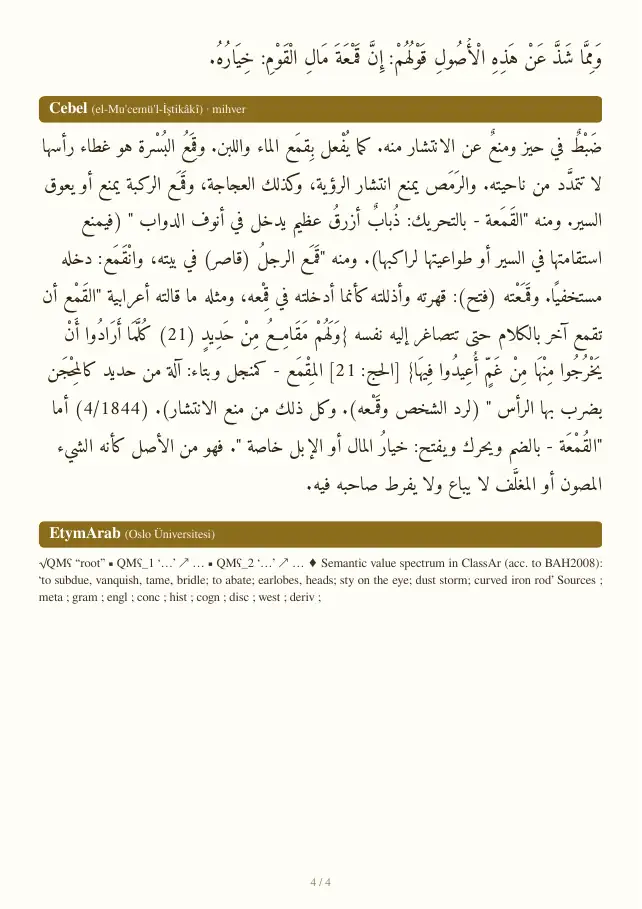 وَمِمَّا شَذَّ عَنْ هَذِهِ الْأُصُولِ قَوْلُهُمْ: إِنَّ قَمْعَةَ مَالِ الْقَوْمِ: خِيَارُهُ.
Cebel (el-Mu'cemü'l-İştikâkî) · mihver
ضَبْطٌ في حيز ومنعٌ عن الانتشار منه. كما يُفْعل بِقمَع الماء واللبن. وقمَعُ البُسْرة هو غطاء رأسها
لا تتمدَّد من ناحيته. والرَمَص يمنع انتشار الرؤية، وكذلك العجاجة، وقمَع الركبة يمنع أو يعوق
السير. ومنه "القَمَعة - بالتحريك: ذُبابٌ أزرقُ عظيم يدخل في أنوف الدواب " (فيمنع
استقامتها في السير أو طواعيتها لراكبها). ومنه "قمَع الرجلُ (قاصر) في بيته، وانْقَمَع: دخله
مستخفيًا. وقمَعْته (فتح): قهرته وأذللته كأنما أدخلته في قِمْعه، ومثله ما قالته أعرابية "القَمْع أن
تقمع آخر بالكلام حتى تتصاغر إليه نفسه {وَلَهُمْ مَقَامِعُ مِنْ حَدِيدٍ (21) كُلَّمَا أَرَادُوا أَنْ
يَخْرُجُوا مِنْهَا مِنْ غَمٍّ أُعِيدُوا فِيهَا} [الحج: 21] المِقْمَع - كمنجل وبتاء: آلة من حديد كالمِحْجَن
يضرب بها الرأس " (لرد الشخص وقمْعه). وكل ذلك من منع الانتشار). (4/1844) أما
"القُمْعَة - بالضم ويحرك ويفتح: خيارُ المال أو الإبل خاصة ". فهو من الأصل كأنه الشيء
المصون أو المغلَّف لا يباع ولا يفرط صاحبه فيه.
EtymArab (Oslo Üniversitesi)
√QMʕ “root” ▪ QMʕ_1 ‘…’ ↗ … ▪ QMʕ_2 ‘…’ ↗ … ♦ Semantic value spectrum in ClassAr (acc. to BAH2008):
‘to subdue, vanquish, tame, bridle; to abate; earlobes, heads; sty on the eye; dust storm; curved iron rod’ Sources ;
meta ; gram ; engl ; conc ; hist ; cogn ; disc ; west ; deriv ;
4 / 4